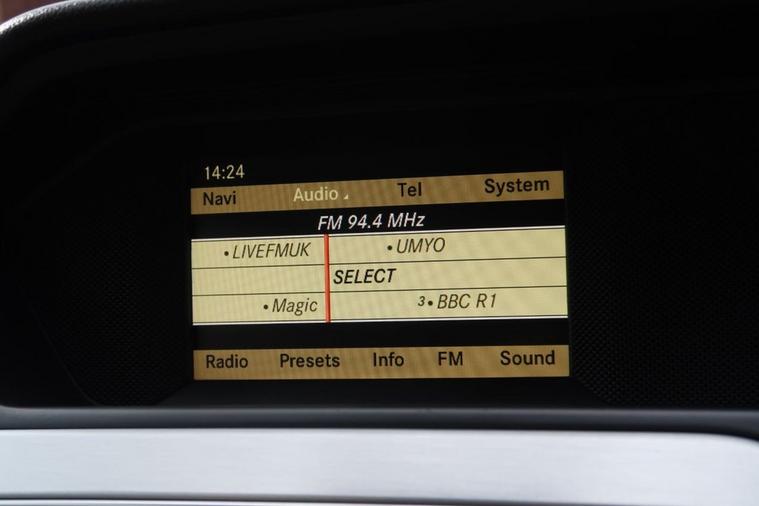 14:24
Navi Audio Tel System
FM 94.4 MHz
•LIVEFMUK •UMYO
SELECT
•Magic 3•BBC R1
Radio Presets Info FM Sound